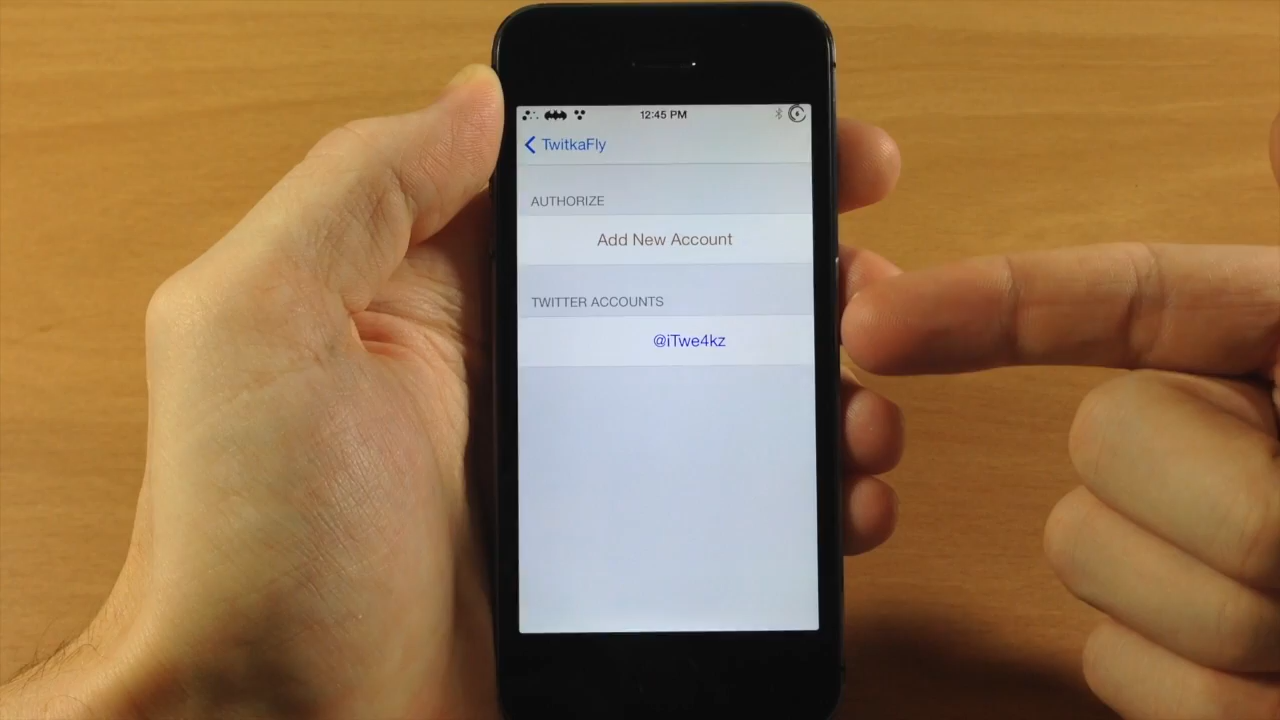 12:45 PM
TwitkaFly
AUTHORIZE
Add New Account
TWITTER ACCOUNTS
@iTwe4kz